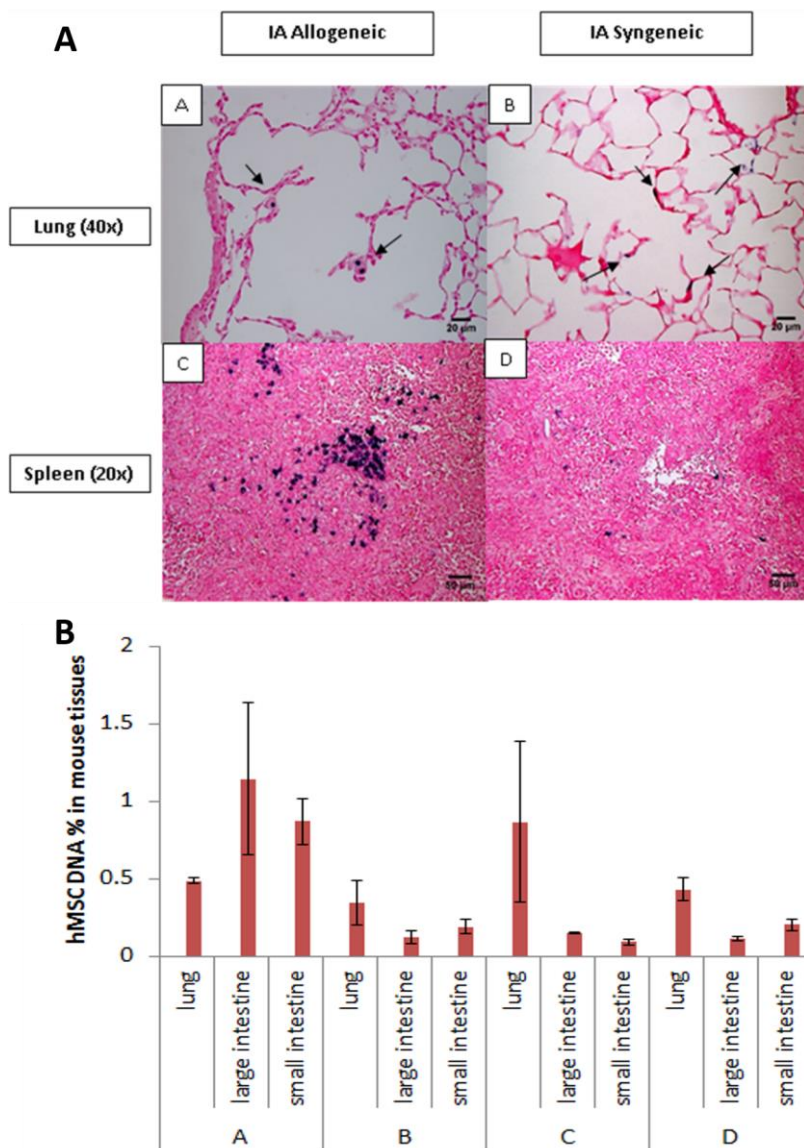 A
IA Allogeneic
IA Syngeneic
Lung (40x)
A
20 µm
B
20 µm
Spleen (20x)
C
50 µm
D
50 µm
B
hMSC DNA % in mouse tissues
2
1.5
1
0.5
0
lung
large intestine
small intestine
lung
large intestine
small intestine
lung
large intestine
small intestine
lung
large intestine
small intestine
A
B
C
D